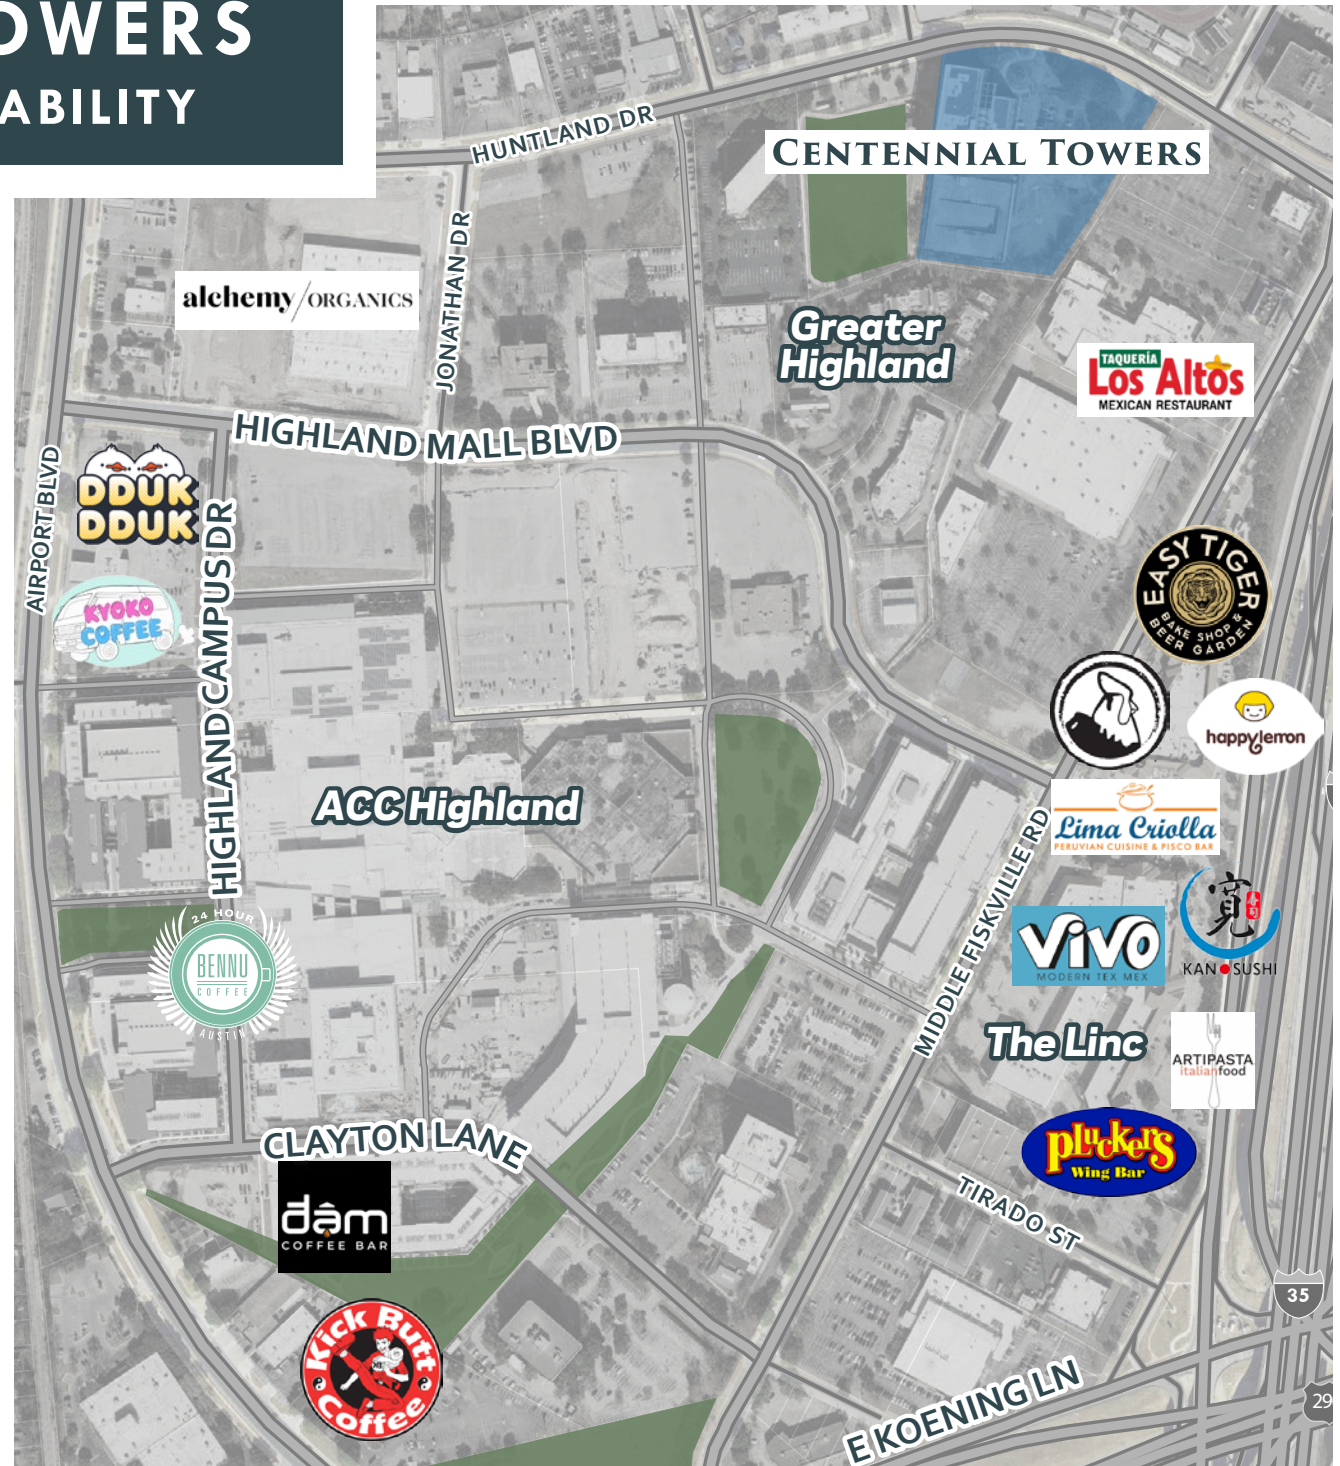 OWERS
ABILITY
HUNTLAND DR
CENTENNIAL TOWERS
JONATHAN DR
alchemy/ORGANICS
Greater
Highland
TAQUERÍA
Los Altos
MEXICAN RESTAURANT
HIGHLAND MALL BLVD
AIRPORT BLVD
DDUK
DDUK
HIGHLAND CAMPUS DR
KYOKO
COFFEE
EASY TIGER
BAKE SHOP &
BEER GARDEN
happylemon
ACC Highland
Lima Criolla
PERUVIAN CUISINE & PISCO BAR
MIDDLE FISKVILLE RD
寛
寿司
KAN SUSHI
VIVO
MODERN TEX MEX
24 HOUR
BENNU
COFFEE
AUSTIN
The Linc
ARTIPASTA
italianfood
pluckers
Wing Bar
CLAYTON LANE
TIRADO ST
dâm
COFFEE BAR
35
Kick Butt
Coffee
E KOENING LN
29